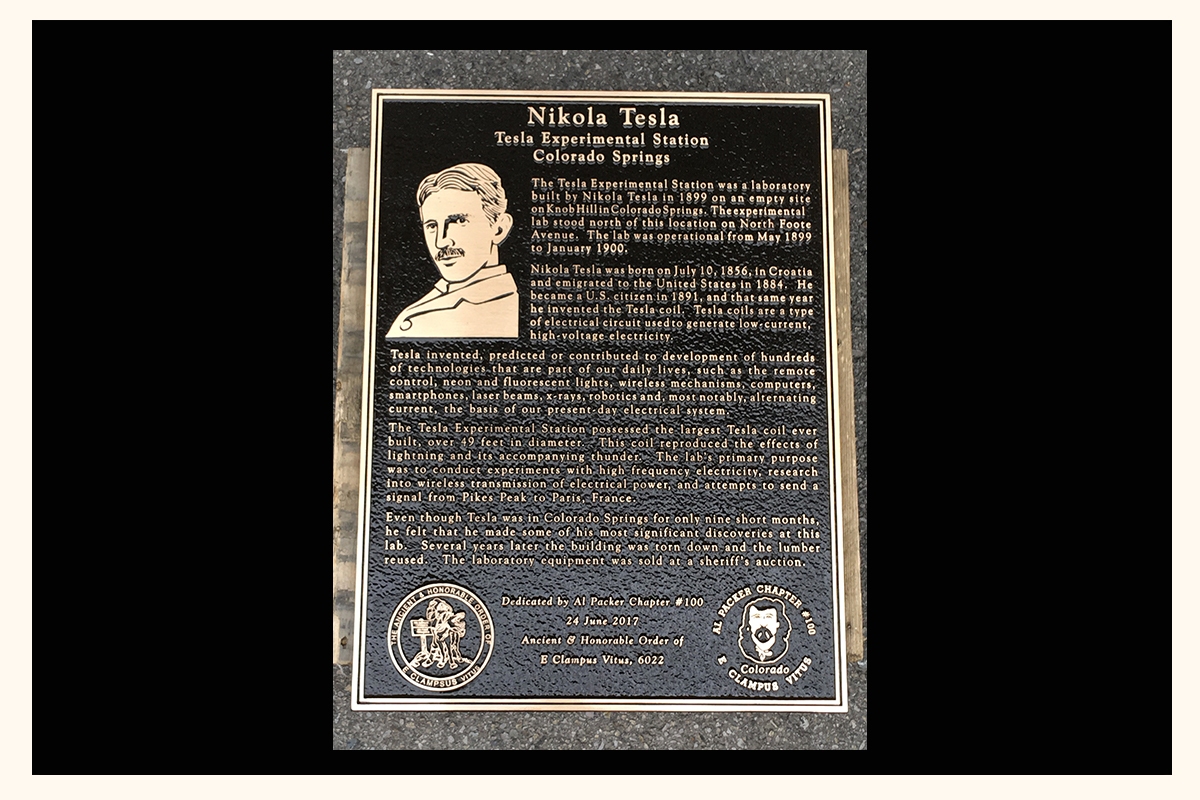 Nikola Tesla
Tesla Experimental Station
Colorado Springs
The Tesla Experimental Station was a laboratory
built by Nikola Tesla in 1899 on an empty site
on Knob Hill in Colorado Springs. The experimental
lab stood north of this location on North Foote
Avenue. The lab was operational from May 1899
to January 1900.
Nikola Tesla was born on July 10, 1856, in Croatia
and emigrated to the United States in 1884. He
became a U.S. citizen in 1891, and that same year
he invented the Tesla coil. Tesla coils are a type
of electrical circuit used to generate low-current,
high-voltage electricity.
Tesla invented, predicted or contributed to development of hundreds
of technologies that are part of our daily lives, such as the remote
control, neon and fluorescent lights, wireless mechanisms, computers,
smartphones, laser beams, x-rays, robotics and, most notably, alternating
current, the basis of our present-day electrical system.
The Tesla Experimental Station possessed the largest Tesla coil ever
built, over 49 feet in diameter. This coil reproduced the effects of
lightning and its accompanying thunder. The lab's primary purpose
was to conduct experiments with high frequency electricity, research
into wireless transmission of electrical power, and attempts to send a
signal from Pikes Peak to Paris, France.
Even though Tesla was in Colorado Springs for only nine short months,
he felt that he made some of his most significant discoveries at this
lab. Several years later the building was torn down and the lumber
reused. The laboratory equipment was sold at a sheriff's auction.
THE ANCIENT & HONORABLE ORDER OF
E CLAMPSUS VITUS
Dedicated by Al Packer Chapter #100
24 June 2017
Ancient & Honorable Order of
E Clampus Vitus, 6022
AL PACKER CHAPTER #100
Colorado
E CLAMPUS VITUS